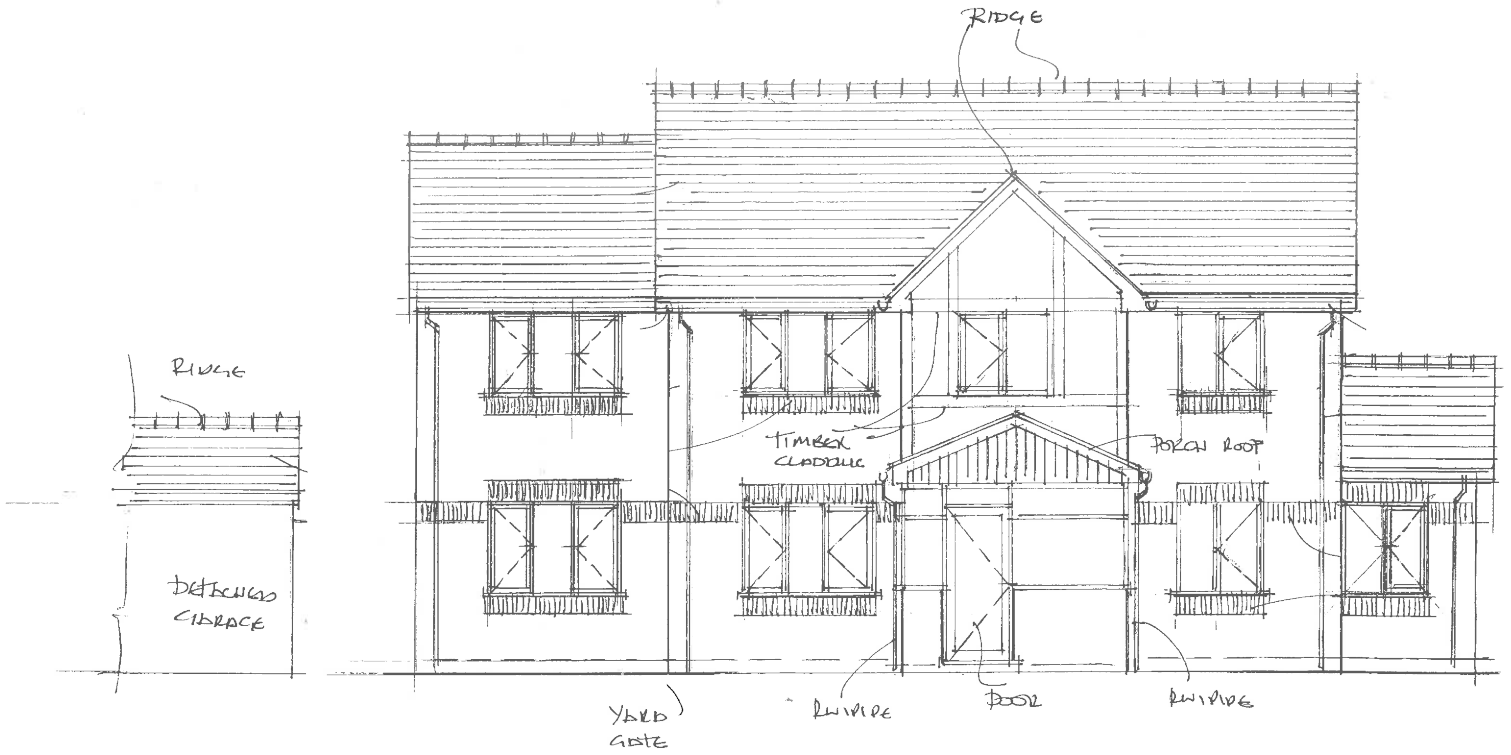 RIDGE
RIDGE
TIMBER
CLADDING
PORCH ROOF
DETACHED
GARAGE
YARD
GATE
RWPIPE
DOOR
RWPIPE